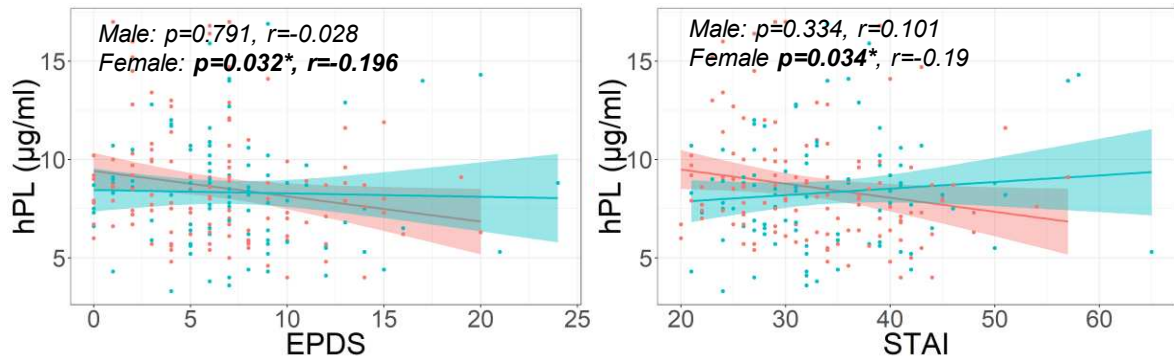 Male: p=0.791, r=-0.028
Female: p=0.032*, r=-0.196
hPL (µg/ml)
15
10
5
0 5 10 15 20 25
EPDS
Male: p=0.334, r=0.101
Female p=0.034*, r=-0.19
hPL (µg/ml)
15
10
5
20 30 40 50 60
STAI